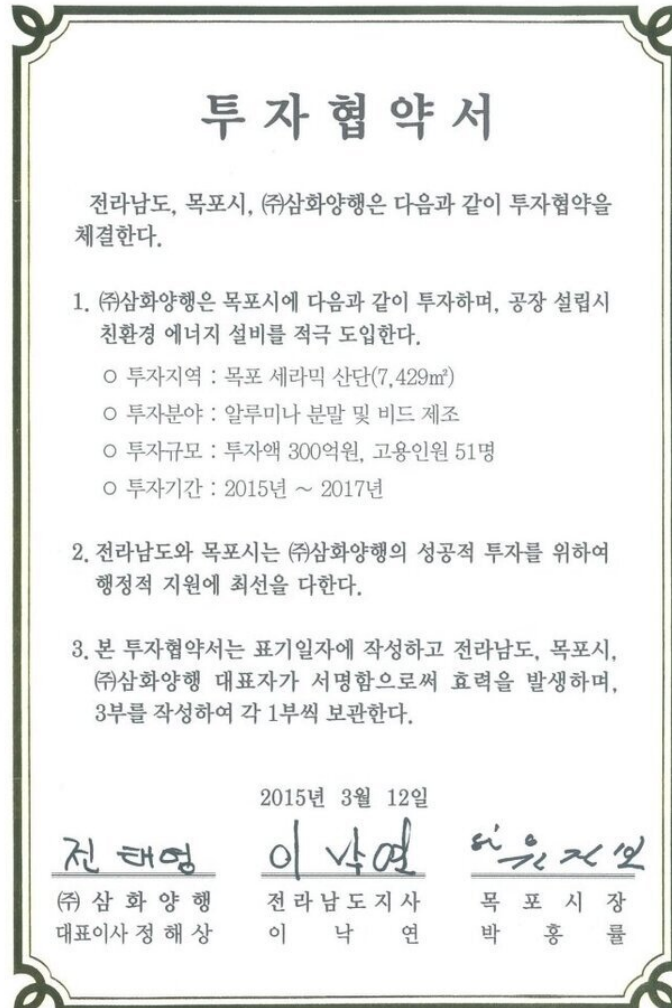 투자협약서
전라남도, 목포시, ㈜삼화양행은 다음과 같이 투자협약을
체결한다.
1. ㈜삼화양행은 목포시에 다음과 같이 투자하며, 공장 설립시
친환경 에너지 설비를 적극 도입한다.
○ 투자지역 : 목포 세라믹 산단(7,429㎡)
○ 투자분야 : 알루미나 분말 및 비드 제조
○ 투자규모 : 투자액 300억원, 고용인원 51명
○ 투자기간 : 2015년 ~ 2017년
2. 전라남도와 목포시는 ㈜삼화양행의 성공적 투자를 위하여
행정적 지원에 최선을 다한다.
3. 본 투자협약서는 표기일자에 작성하고 전라남도, 목포시,
㈜삼화양행 대표자가 서명함으로써 효력을 발생하며,
3부를 작성하여 각 1부씩 보관한다.
2015년 3월 12일
전태영 이낙연
㈜ 삼화양행 전라남도지사 목포시장
대표이사 정해상 이낙연 박홍률